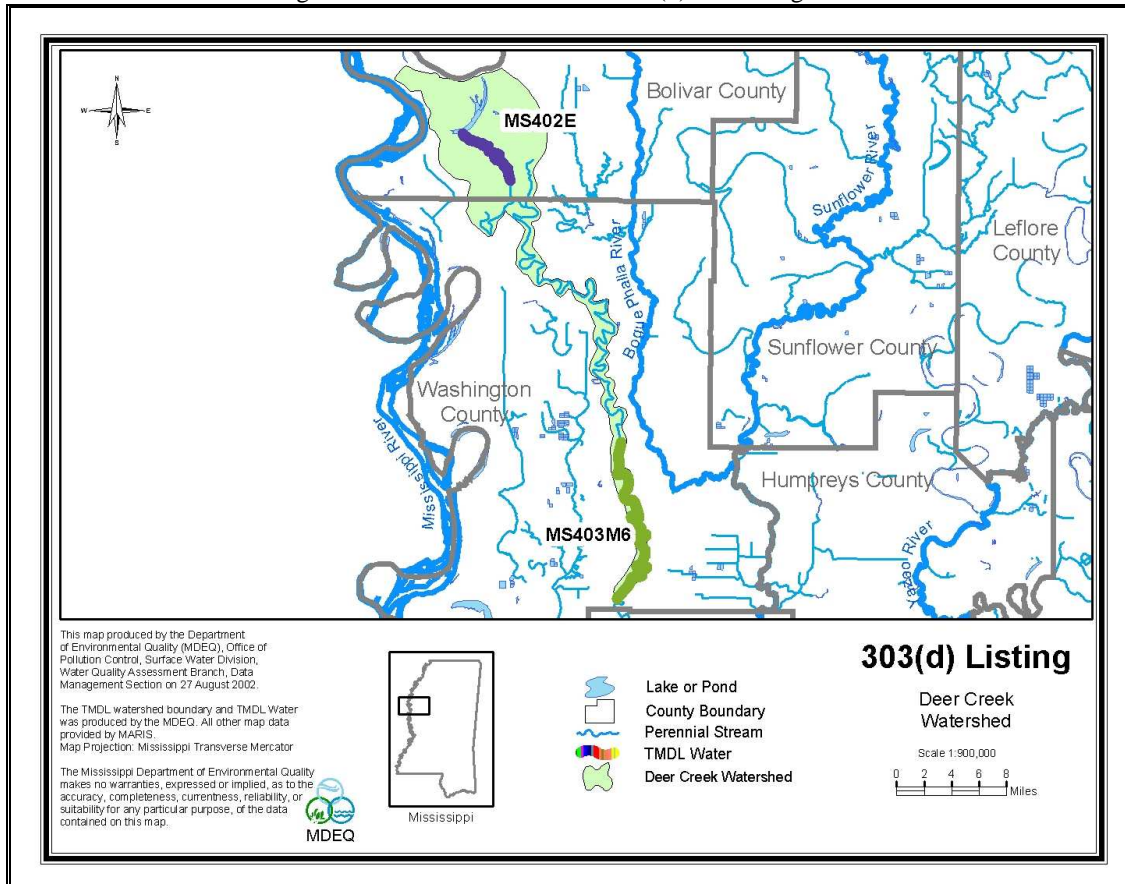 N
W E
S
Bolivar County
MS402E
Sunflower River
Leflore
County
Bogue Phalia River
Sunflower County
Washington
County
Mississippi River
Humpreys County
MS403M6
Yazoo River
This map produced by the Department
of Environmental Quality (MDEQ), Office of
Pollution Control, Surface Water Division,
Water Quality Assessment Branch, Data
Management Section on 27 August 2002.
The TMDL watershed boundary and TMDL Water
was produced by the MDEQ. All other map data
provided by MARIS.
Map Projection: Mississippi Transverse Mercator
The Mississippi Department of Environmental Quality
makes no warranties, expressed or implied, as to the
accuracy, completeness, currentness, reliability, or
suitability for any particular purpose, of the data
contained on this map.
MDEQ
Mississippi
Lake or Pond
County Boundary
Perennial Stream
TMDL Water
Deer Creek Watershed
303(d) Listing
Deer Creek
Watershed
Scale 1:900,000
0 2 4 6 8
Miles